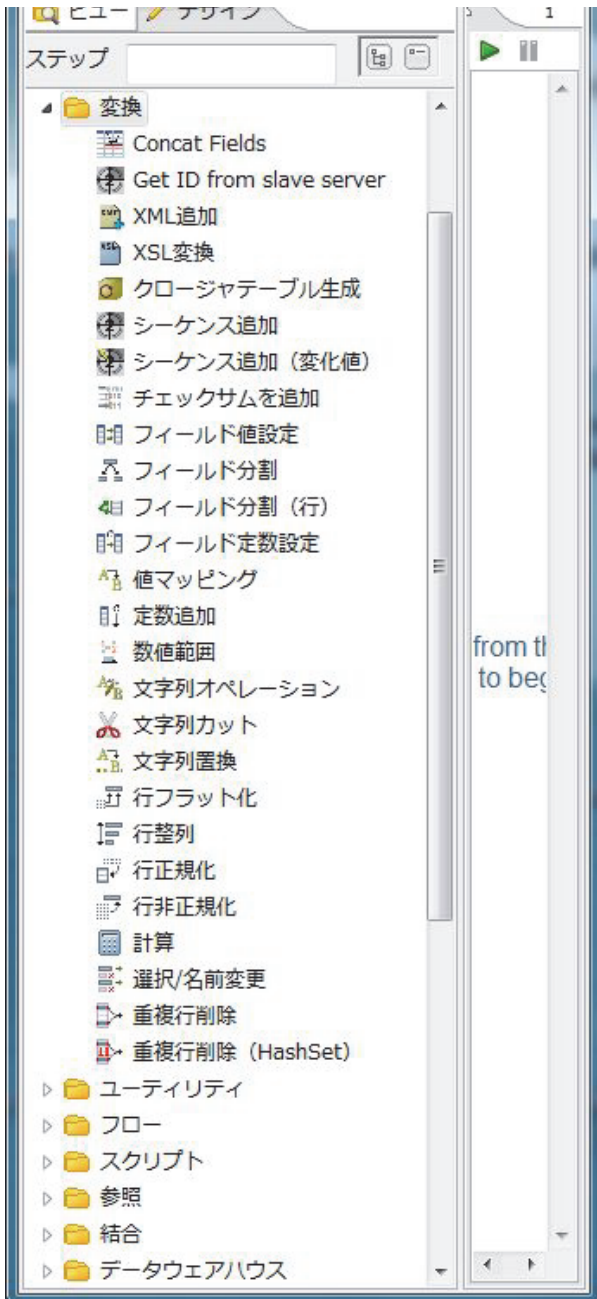 ビュー デザイン
1
ステップ
変換
Concat Fields
Get ID from slave server
XML追加
XSL変換
クロージャテーブル生成
シーケンス追加
シーケンス追加（変化値）
チェックサムを追加
フィールド値設定
フィールド分割
フィールド分割（行）
フィールド定数設定
値マッピング
定数追加
数値範囲
文字列オペレーション
文字列カット
文字列置換
行フラット化
行整列
行正規化
行非正規化
計算
選択/名前変更
重複行削除
重複行削除（HashSet）
ユーティリティ
フロー
スクリプト
参照
結合
データウェアハウス
from
to